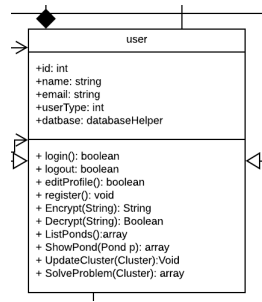 user
+id: int
+name: string
+email: string
+userType: int
+datbase: databaseHelper
+ login(): boolean
+ logout: boolean
+ editProfile(): boolean
+ register(): void
+ Encrypt(String): String
+ Decrypt(String): Boolean
+ ListPonds():array
+ ShowPond(Pond p): array
+ UpdateCluster(Cluster):Void
+ SolveProblem(Cluster): array